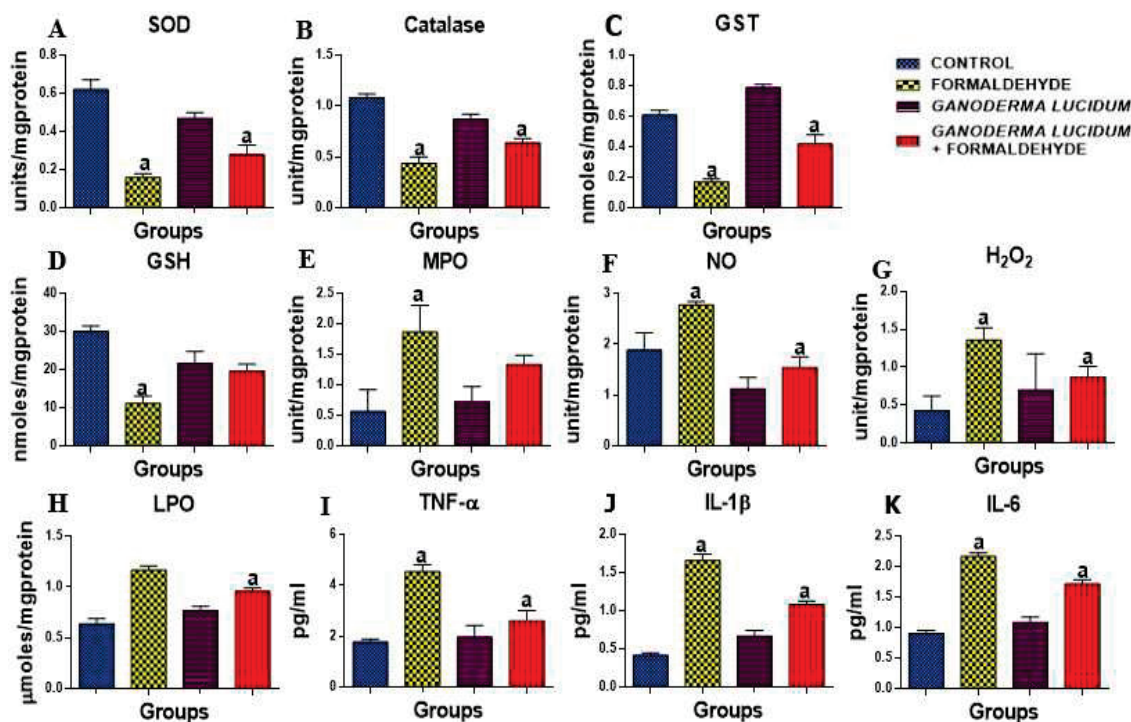 A
SOD
units/mgprotein
0.8
0.6
0.4
0.2
0.0
a
a
Groups
B
Catalase
unit/mgprotein
1.5
1.0
0.5
0.0
a
a
Groups
C
GST
nmoles/mgprotein
1.0
0.8
0.6
0.4
0.2
0.0
a
a
Groups
CONTROL
FORMALDEHYDE
GANODERMA LUCIDUM
GANODERMA LUCIDUM
+ FORMALDEHYDE
D
GSH
nmoles/mgprotein
40
30
20
10
0
a
Groups
E
MPO
unit/mgprotein
2.5
2.0
1.5
1.0
0.5
0.0
a
Groups
F
NO
unit/mgprotein
3
2
1
0
a
a
Groups
G
H₂O₂
unit/mgprotein
2.0
1.5
1.0
0.5
0.0
a
a
Groups
H
LPO
µmoles/mgprotein
1.5
1.0
0.5
0.0
a
Groups
I
TNF-α
pg/ml
6
4
2
0
a
a
Groups
J
IL-1β
pg/ml
2.0
1.5
1.0
0.5
0.0
a
a
Groups
K
IL-6
pg/ml
2.5
2.0
1.5
1.0
0.5
0.0
a
a
Groups